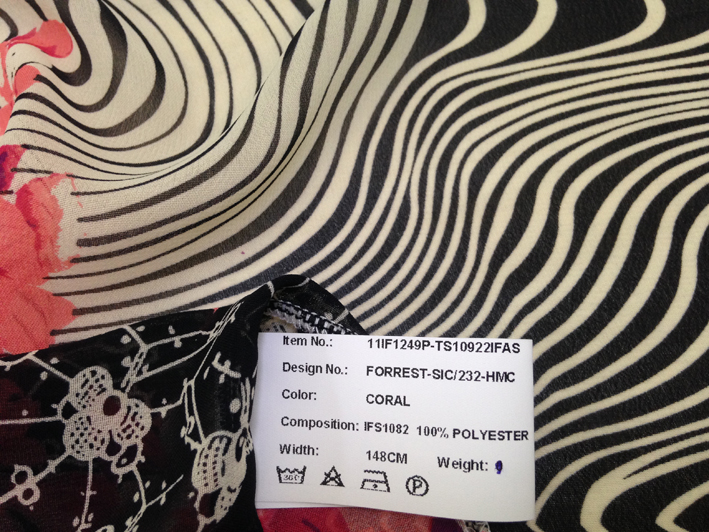 Item No.: 11IF1249P-TS10922IFAS
Design No.: FORREST-SIC/232-HMC
Color: CORAL
Composition: IFS1082 100% POLYESTER
Width: 148CM Weight:
30°C P